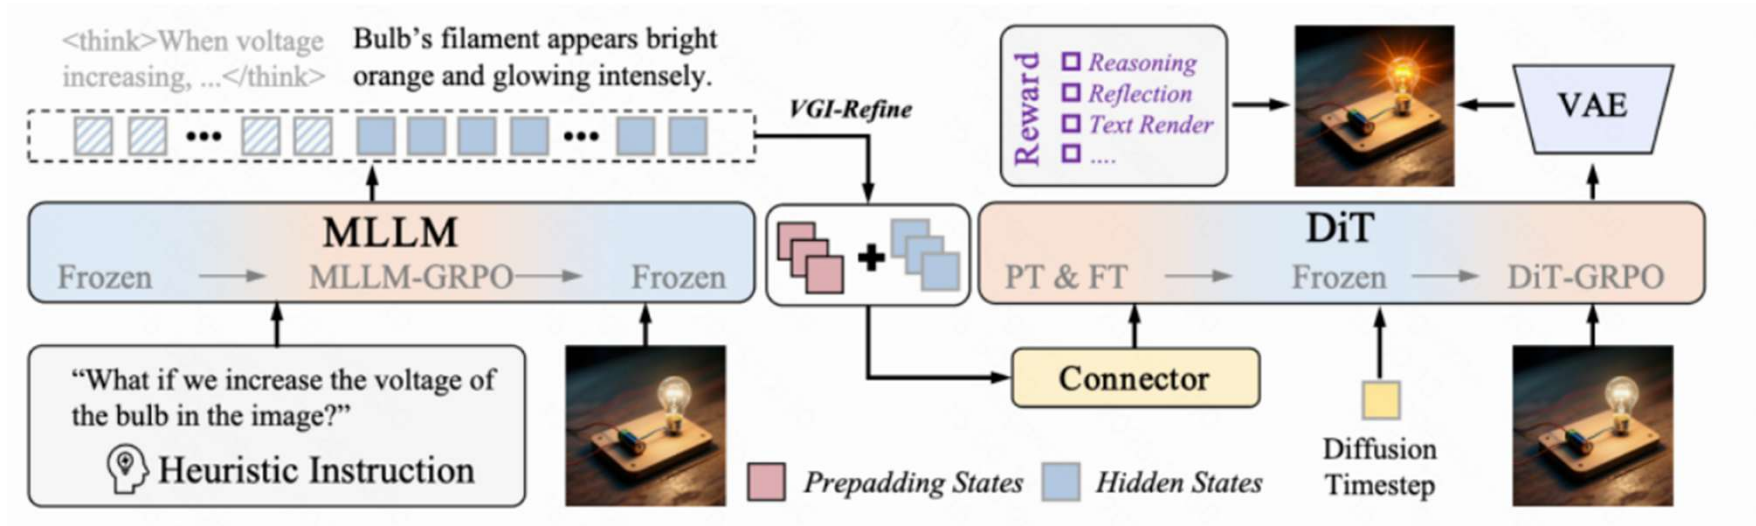 <think>When voltage
increasing, ...</think>
Bulb's filament appears bright
orange and glowing intensely.
VGI-Refine
Reward
Reasoning
Reflection
Text Render
....
VAE
MLLM
Frozen
MLLM-GRPO
Frozen
DiT
PT & FT
Frozen
DiT-GRPO
"What if we increase the voltage of
the bulb in the image?"
Heuristic Instruction
Connector
Diffusion
Timestep
Prepadding States
Hidden States